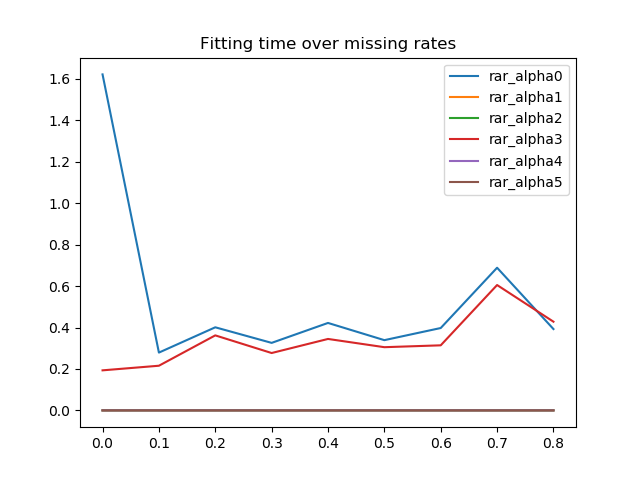 Fitting time over missing rates
rar_alpha0
rar_alpha1
rar_alpha2
rar_alpha3
rar_alpha4
rar_alpha5
1.6
1.4
1.2
1.0
0.8
0.6
0.4
0.2
0.0
0.0 0.1 0.2 0.3 0.4 0.5 0.6 0.7 0.8